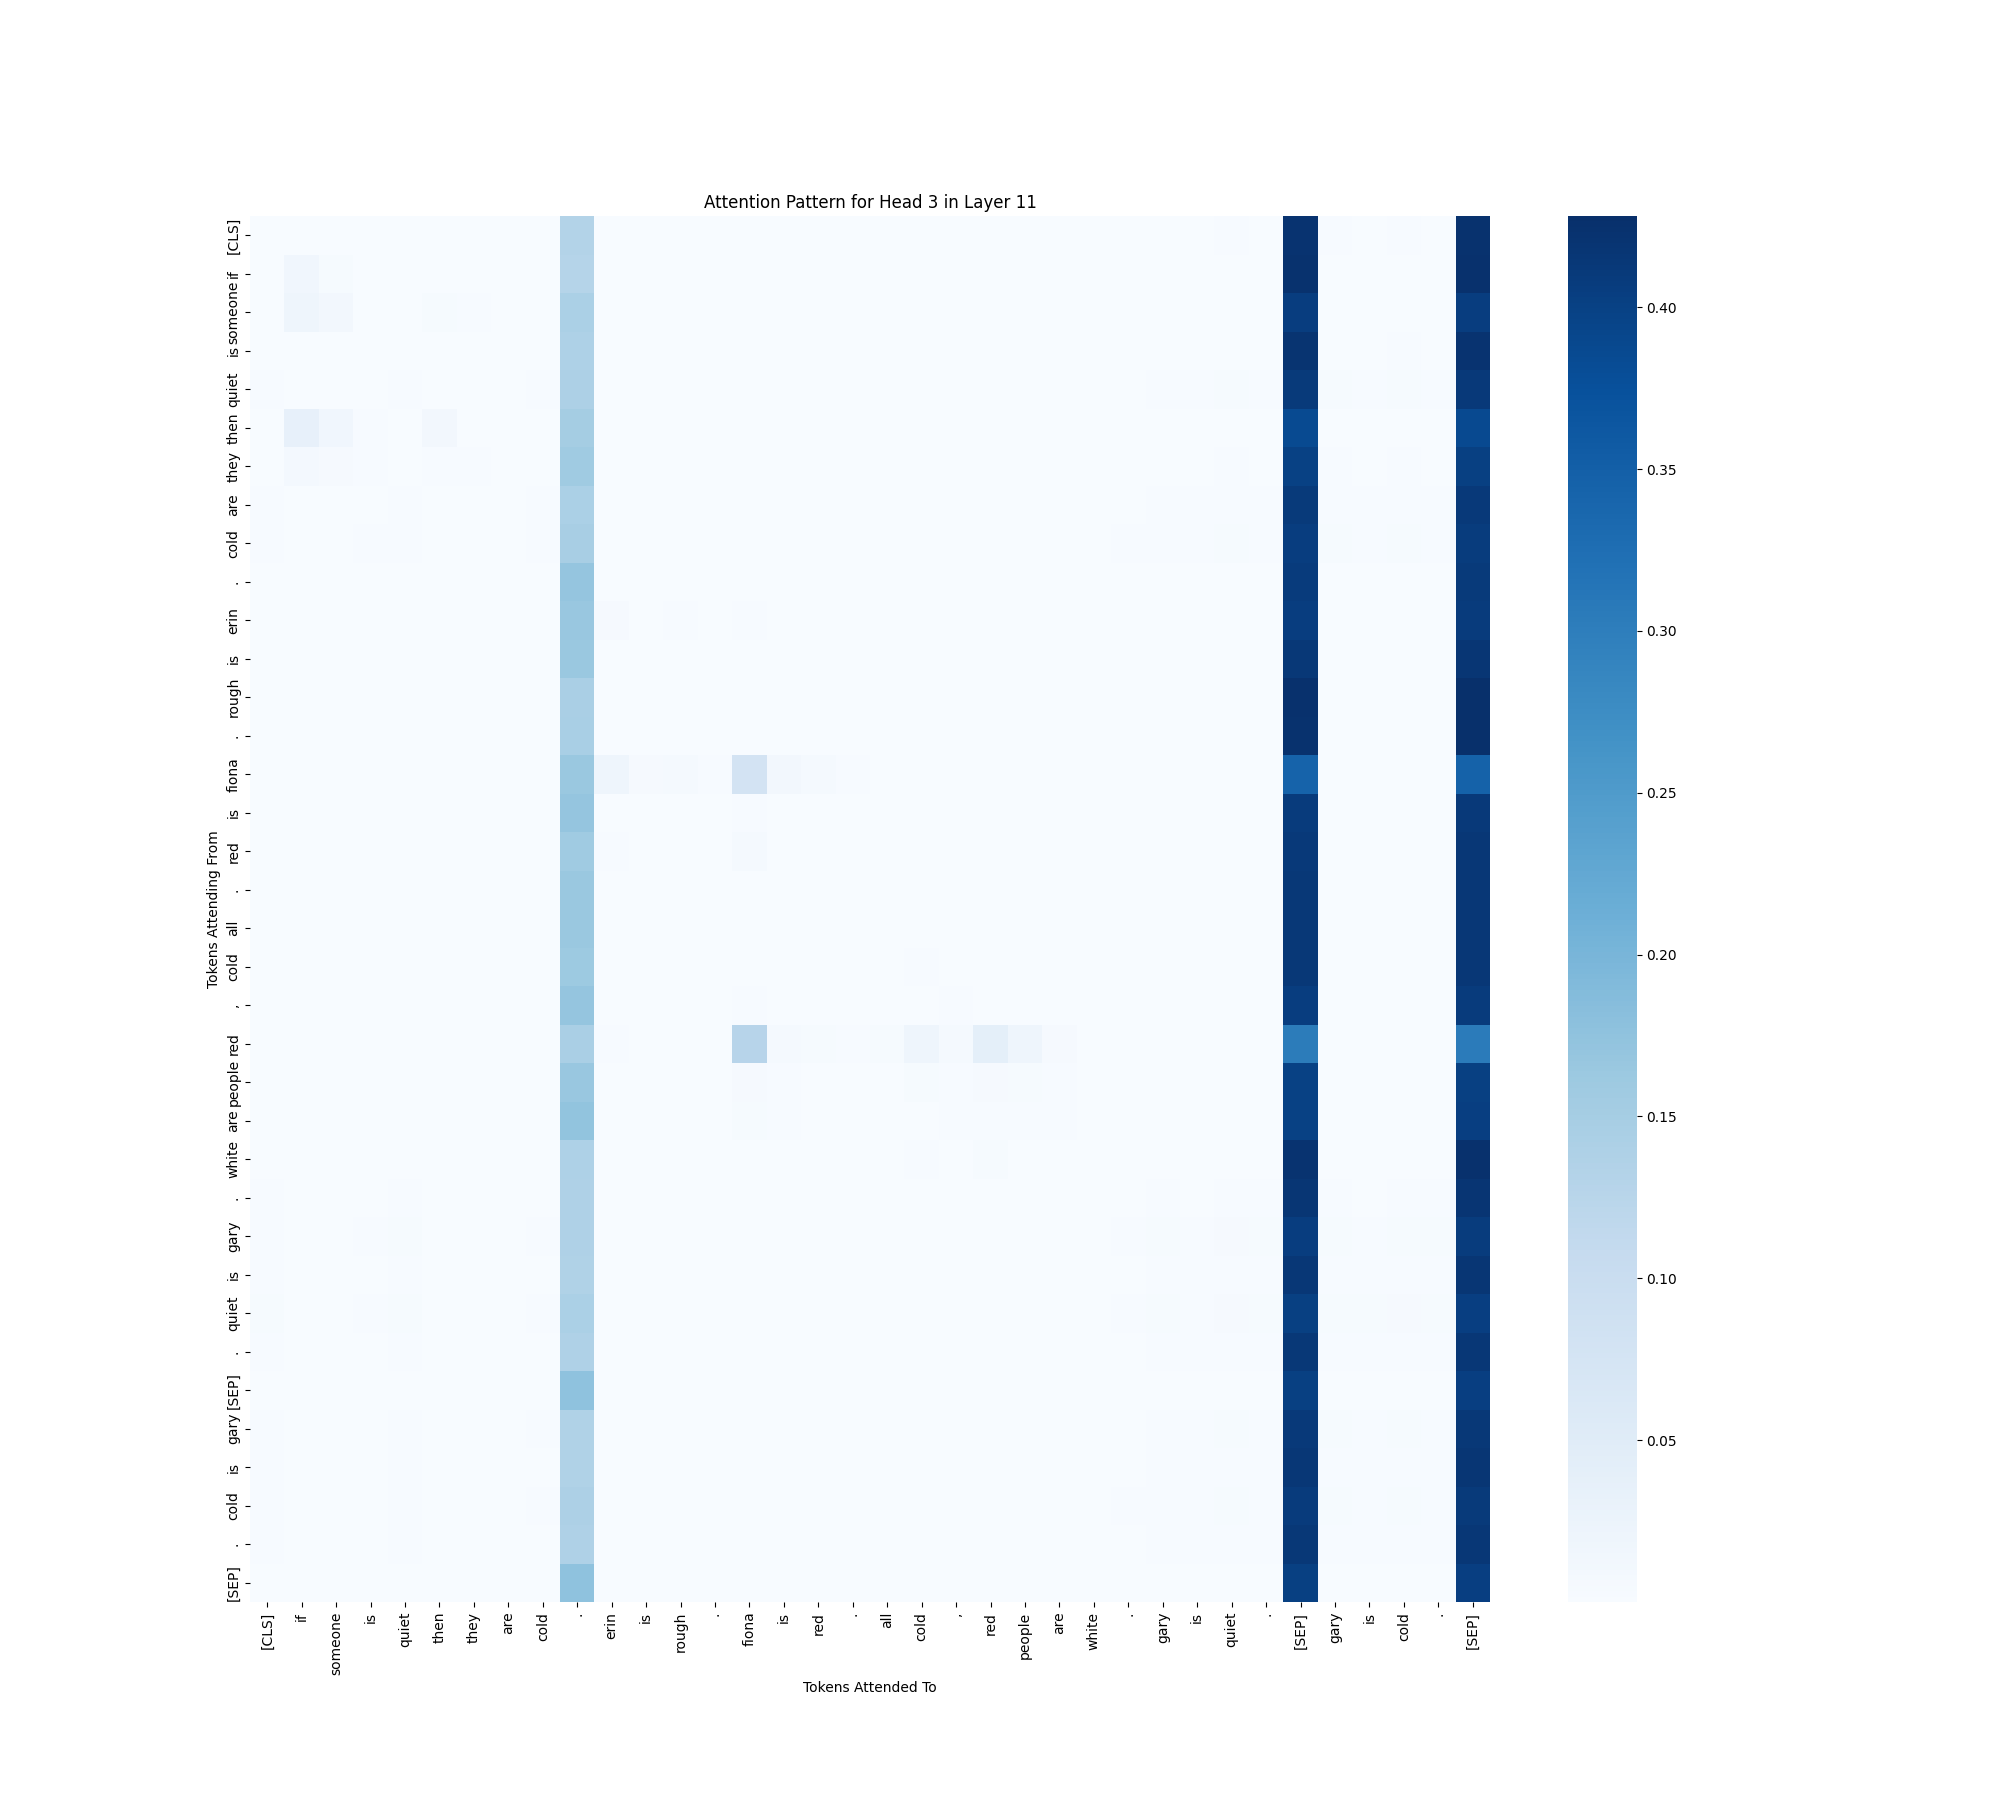 Attention Pattern for Head 3 in Layer 11
Tokens Attending From
[CLS]
if
someone
is
quiet
then
they
are
cold
.
erin
is
rough
.
fiona
is
red
.
all
cold
,
red
people
are
white
.
gary
is
quiet
.
[SEP]
gary
is
cold
.
[SEP]
[CLS]
if
someone
is
quiet
then
they
are
cold
.
erin
is
rough
.
fiona
is
red
.
all
cold
,
red
people
are
white
.
gary
is
quiet
.
[SEP]
gary
is
cold
.
[SEP]
Tokens Attended To
0.40
0.35
0.30
0.25
0.20
0.15
0.10
0.05